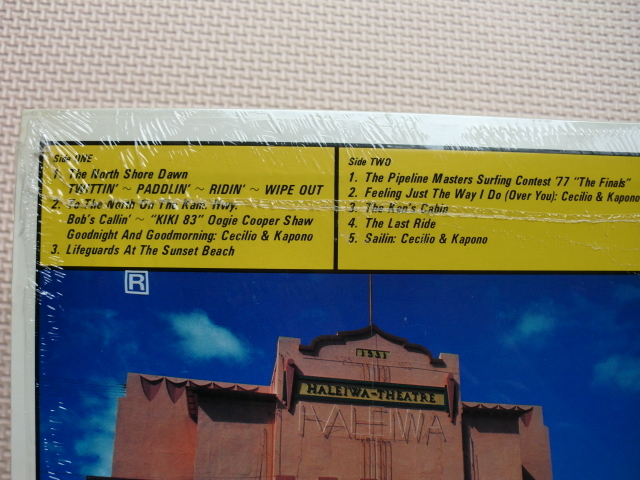 Side ONE
1. The North Shore Dawn
TWITTIN' ~ PADDLIN' ~ RIDIN' ~ WIPE OUT
2. To The North On The Kam. Hwy.
Bob's Callin' ~ "KIKI 83" Oogie Cooper Shaw
Goodnight And Goodmorning: Cecilio & Kapono
3. Lifeguards At The Sunset Beach
Side TWO
1. The Pipeline Masters Surfing Contest '77 "The Finals"
2. Feeling Just The Way I Do (Over You): Cecilio & Kapono
3. The Ken's Cabin
4. The Last Ride
5. Sailin: Cecilio & Kapono
R
1931
HALEIWA-THEATRE
HALEIWA